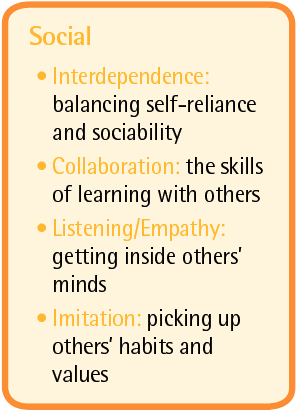 Social
• Interdependence:
balancing self-reliance
and sociability
• Collaboration: the skills
of learning with others
• Listening/Empathy:
getting inside others’
minds
• Imitation: picking up
others’ habits and
values